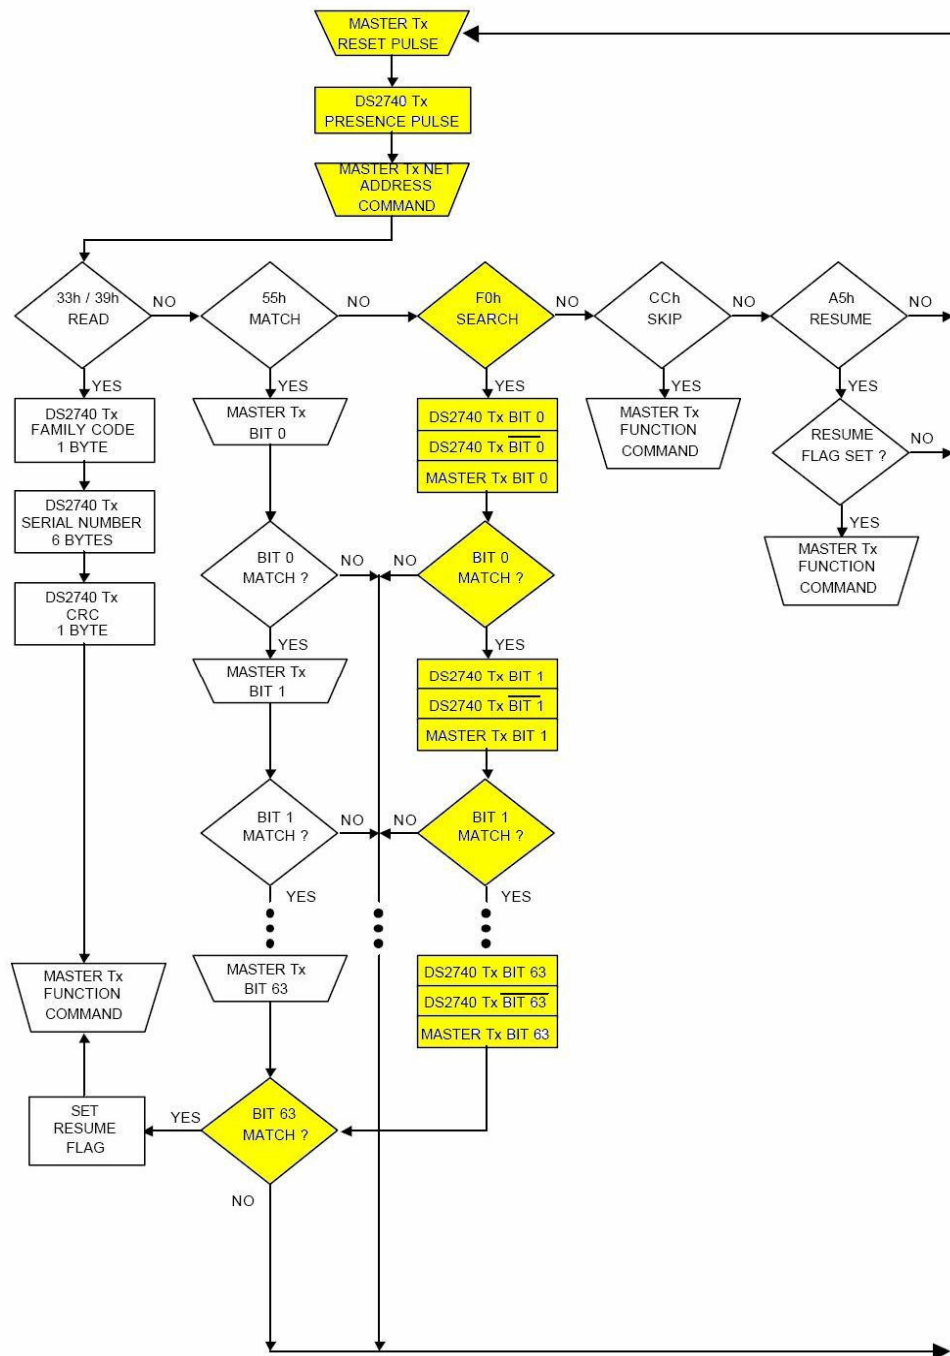 MASTER Tx
RESET PULSE
DS2740 Tx
PRESENCE PULSE
MASTER Tx NET
ADDRESS
COMMAND
33h / 39h
READ
NO
55h
MATCH
NO
F0h
SEARCH
NO
CCh
SKIP
NO
A5h
RESUME
NO
YES
YES
YES
YES
YES
DS2740 Tx
FAMILY CODE
1 BYTE
DS2740 Tx
SERIAL NUMBER
6 BYTES
DS2740 Tx
CRC
1 BYTE
MASTER Tx
BIT 0
DS2740 Tx BIT 0
DS2740 Tx BIT 0
MASTER Tx BIT 0
MASTER Tx
FUNCTION
COMMAND
RESUME
FLAG SET ?
NO
YES
MASTER Tx
FUNCTION
COMMAND
BIT 0
MATCH ?
NO
NO
BIT 0
MATCH ?
YES
YES
MASTER Tx
BIT 1
DS2740 Tx BIT 1
DS2740 Tx BIT 1
MASTER Tx BIT 1
BIT 1
MATCH ?
NO
NO
BIT 1
MATCH ?
YES
YES
MASTER Tx
FUNCTION
COMMAND
MASTER Tx
BIT 63
DS2740 Tx BIT 63
DS2740 Tx BIT 63
MASTER Tx BIT 63
SET
RESUME
FLAG
YES
BIT 63
MATCH ?
NO